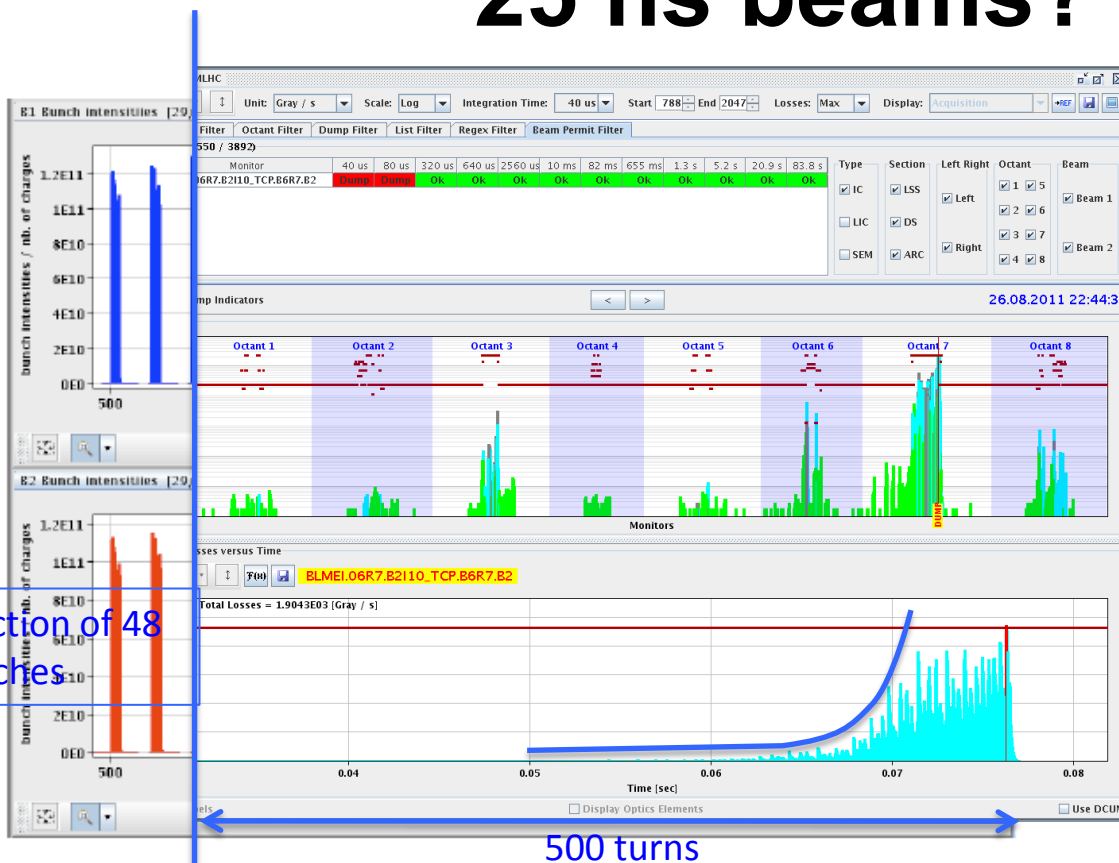 25 ns beams?
MLHC
Unit: Gray / s Scale: Log Integration Time: 40 us Start 788 End 2047 Losses: Max Display: Acquisition +REF
Filter Octant Filter Dump Filter List Filter Regex Filter Beam Permit Filter
550 / 3892)
Monitor 40 us 80 us 320 us 640 us 2560 us 10 ms 82 ms 655 ms 1.3 s 5.2 s 20.9 s 83.8 s
06R7.B2I10_TCP.B6R7.B2 Dump Dump Ok Ok Ok Ok Ok Ok Ok Ok Ok Ok
Type Section Left Right Octant Beam
IC LSS Left 1 5 Beam 1
2 6
LIC DS 3 7
SEM ARC Right 4 8 Beam 2
mp Indicators < > 26.08.2011 22:44:3
Octant 1 Octant 2 Octant 3 Octant 4 Octant 5 Octant 6 Octant 7 Octant 8
DUMP
Monitors
sses versus Time
F(x) BLMEI.06R7.B2I10_TCP.B6R7.B2
Total Losses = 1.9043E03 [Gray / s]
0.04 0.05 0.06 0.07 0.08
Time [sec]
els Display Optics Elements Use DCUM
500 turns
B1 Bunch intensities [29,
bunch intensities / nb. of charges
1.2E11
1E11
8E10
6E10
4E10
2E10
0E0
500
B2 Bunch intensities [29,
bunch intensities / nb. of charges
1.2E11
1E11
8E10
6E10
4E10
2E10
0E0
500
ction of 48
ches